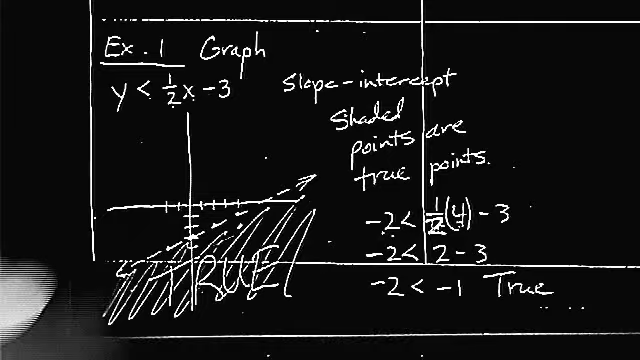 Ex. 1 Graph
y < 1/2 x - 3
Slope-intercept
Shaded
points are
true points.
-2 < 1/2 (4) - 3
-2 < 2 - 3
-2 < -1 True
TRUE